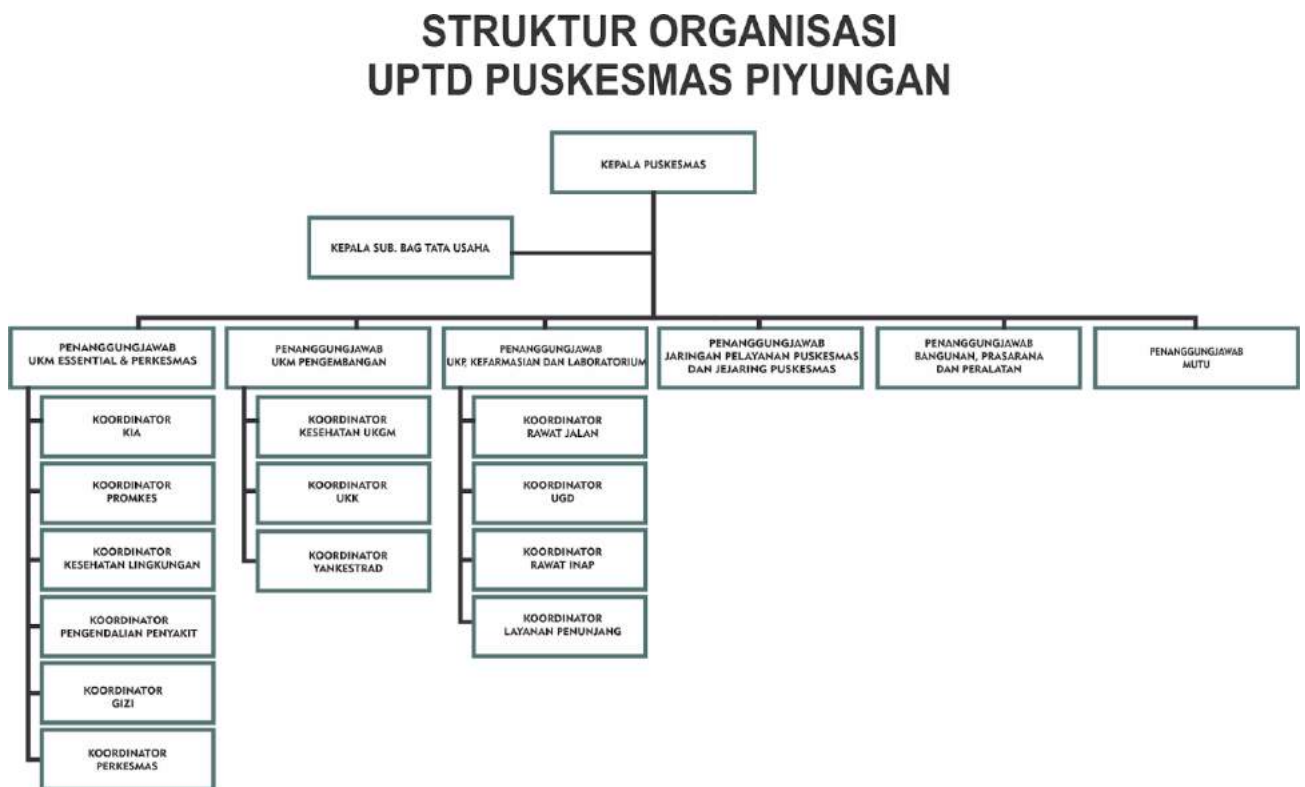 STRUKTUR ORGANISASI
UPTD PUSKESMAS PIYUNGAN
KEPALA PUSKESMAS
KEPALA SUB. BAG TATA USAHA
PENANGGUNGJAWAB
UKM ESSENTIAL & PERKESMAS
KOORDINATOR
KIA
KOORDINATOR
PROMKES
KOORDINATOR
KESEHATAN LINGKUNGAN
KOORDINATOR
PENGENDALIAN PENYAKIT
KOORDINATOR
GIZI
KOORDINATOR
PERKESMAS
PENANGGUNGJAWAB
UKM PENGEMBANGAN
KOORDINATOR
KESEHATAN UKGM
KOORDINATOR
UKK
KOORDINATOR
YANKESTRAD
PENANGGUNGJAWAB
UKP, KEFARMASIAN DAN LABORATORIUM
KOORDINATOR
RAWAT JALAN
KOORDINATOR
UGD
KOORDINATOR
RAWAT INAP
KOORDINATOR
LAYANAN PENUNJANG
PENANGGUNGJAWAB
JARINGAN PELAYANAN PUSKESMAS
DAN JEJARING PUSKESMAS
PENANGGUNGJAWAB
BANGUNAN, PRASARANA
DAN PERALATAN
PENANGGUNGJAWAB
MUTU